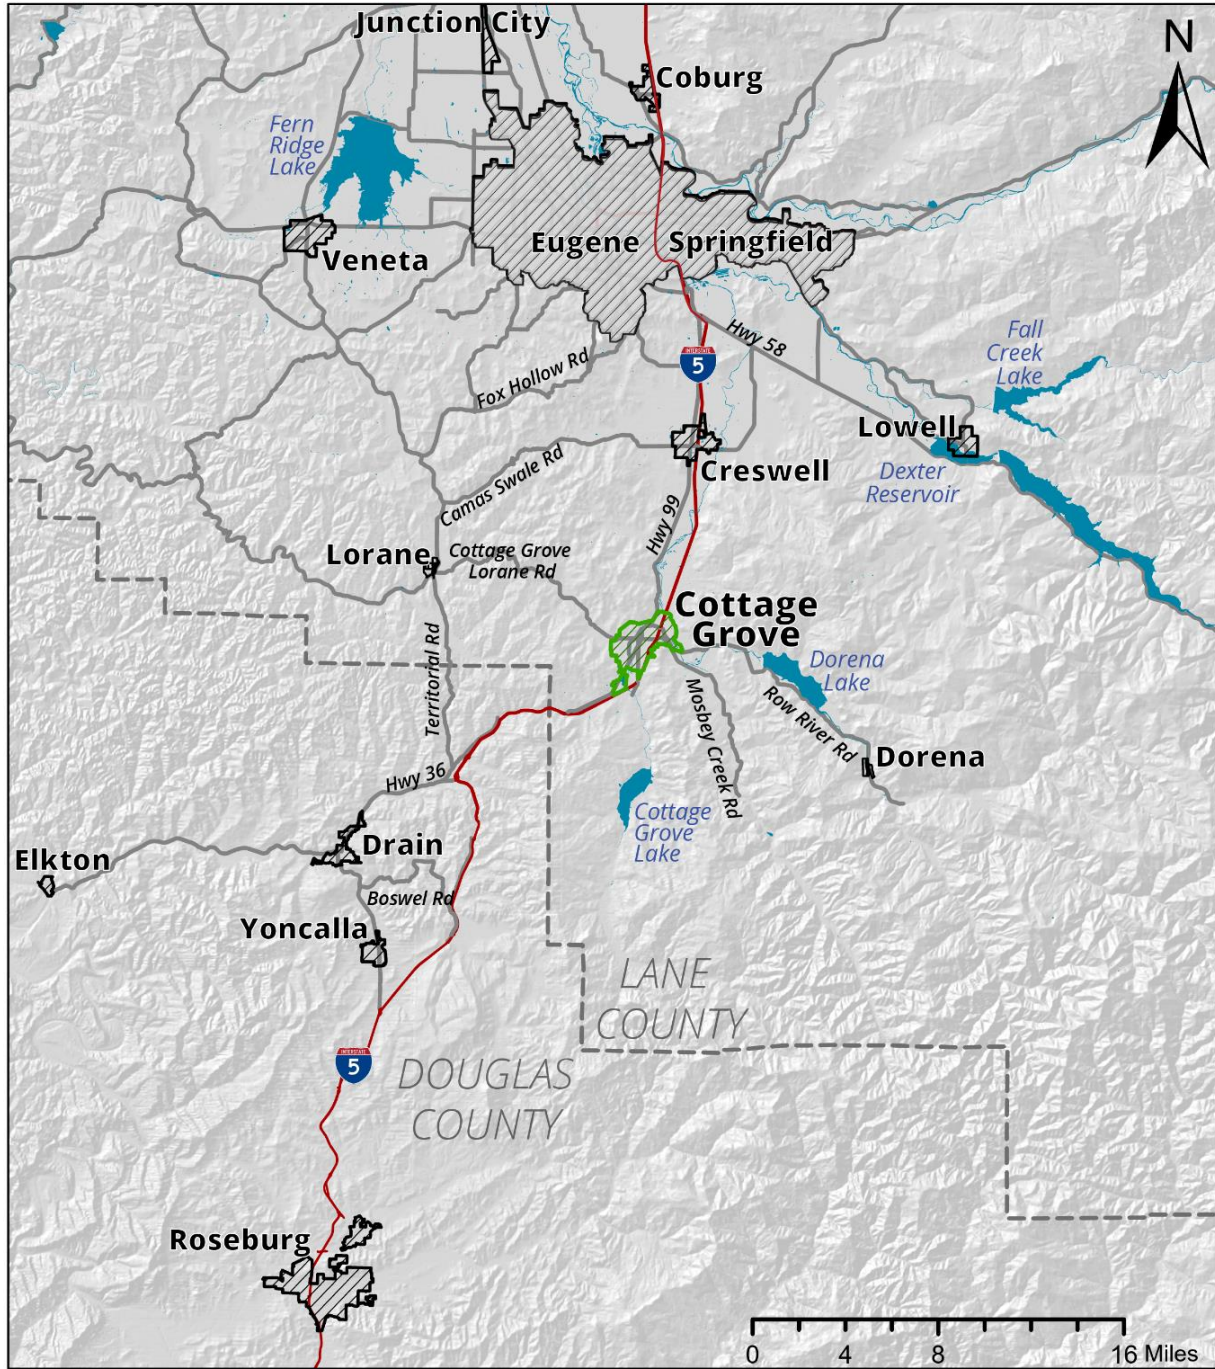 Junction City
N
Coburg
Fern
Ridge
Lake
Eugene
Springfield
Veneta
Hwy 58
Fall
Creek
Lake
INTERSTATE
5
Fox Hollow Rd
Lowell
Creswell
Dexter
Reservoir
Camas Swale Rd
Hwy 99
Lorane
Cottage Grove
Lorane Rd
Cottage
Grove
Territorial Rd
Dorena
Lake
Mosbey Creek Rd
Row River Rd
Dorena
Hwy 36
Cottage
Grove
Lake
Drain
Elkton
Boswel Rd
Yoncalla
LANE
COUNTY
INTERSTATE
5
DOUGLAS
COUNTY
Roseburg
0 4 8 16 Miles